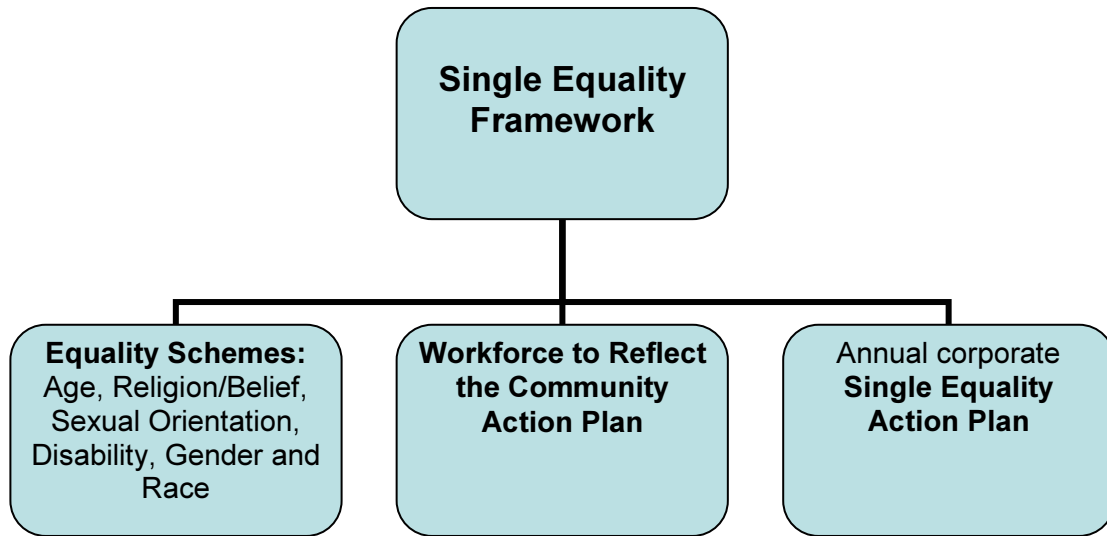 Single Equality
Framework
Equality Schemes:
Age, Religion/Belief,
Sexual Orientation,
Disability, Gender and
Race
Workforce to Reflect
the Community
Action Plan
Annual corporate
Single Equality
Action Plan